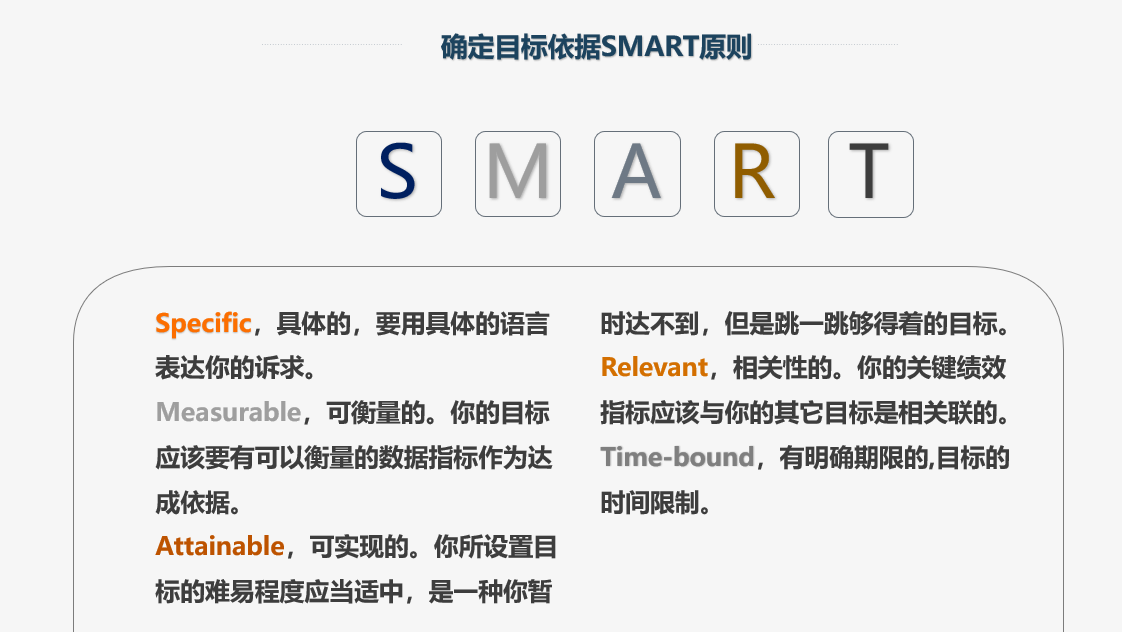 确定目标依据SMART原则
S M A R T
Specific，具体的，要用具体的语言
表达你的诉求。
Measurable，可衡量的。你的目标
应该要有可以衡量的数据指标作为达
成依据。
Attainable，可实现的。你所设置目
标的难易程度应当适中，是一种你暂
时达不到，但是跳一跳够得着的目标。
Relevant，相关性的。你的关键绩效
指标应该与你的其它目标是相关联的。
Time-bound，有明确期限的,目标的
时间限制。